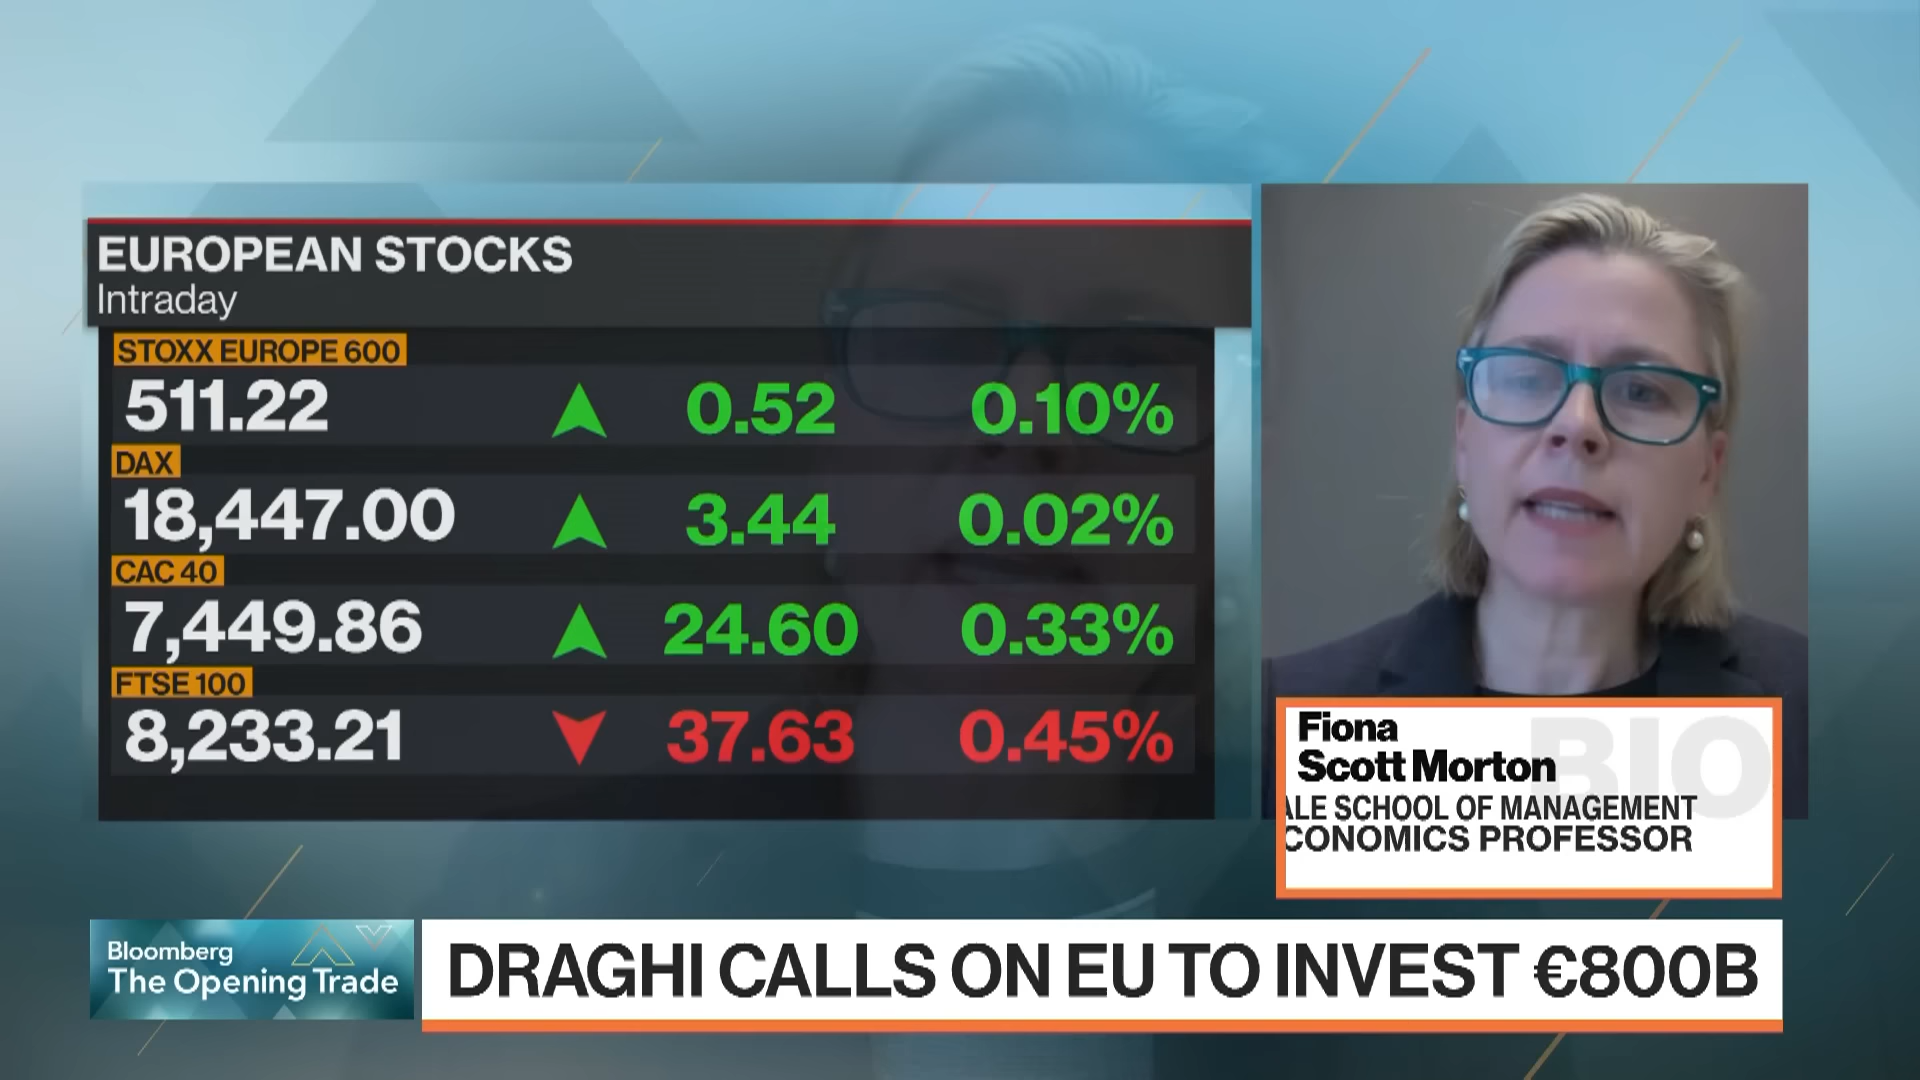 EUROPEAN STOCKS
Intraday
STOXX EUROPE 600
511.22 0.52 0.10%
DAX
18,447.00 3.44 0.02%
CAC 40
7,449.86 24.60 0.33%
FTSE 100
8,233.21 37.63 0.45%
BIO
Fiona
Scott Morton
ALE SCHOOL OF MANAGEMENT
CONOMICS PROFESSOR
Bloomberg
The Opening Trade
DRAGHI CALLS ON EU TO INVEST €800B